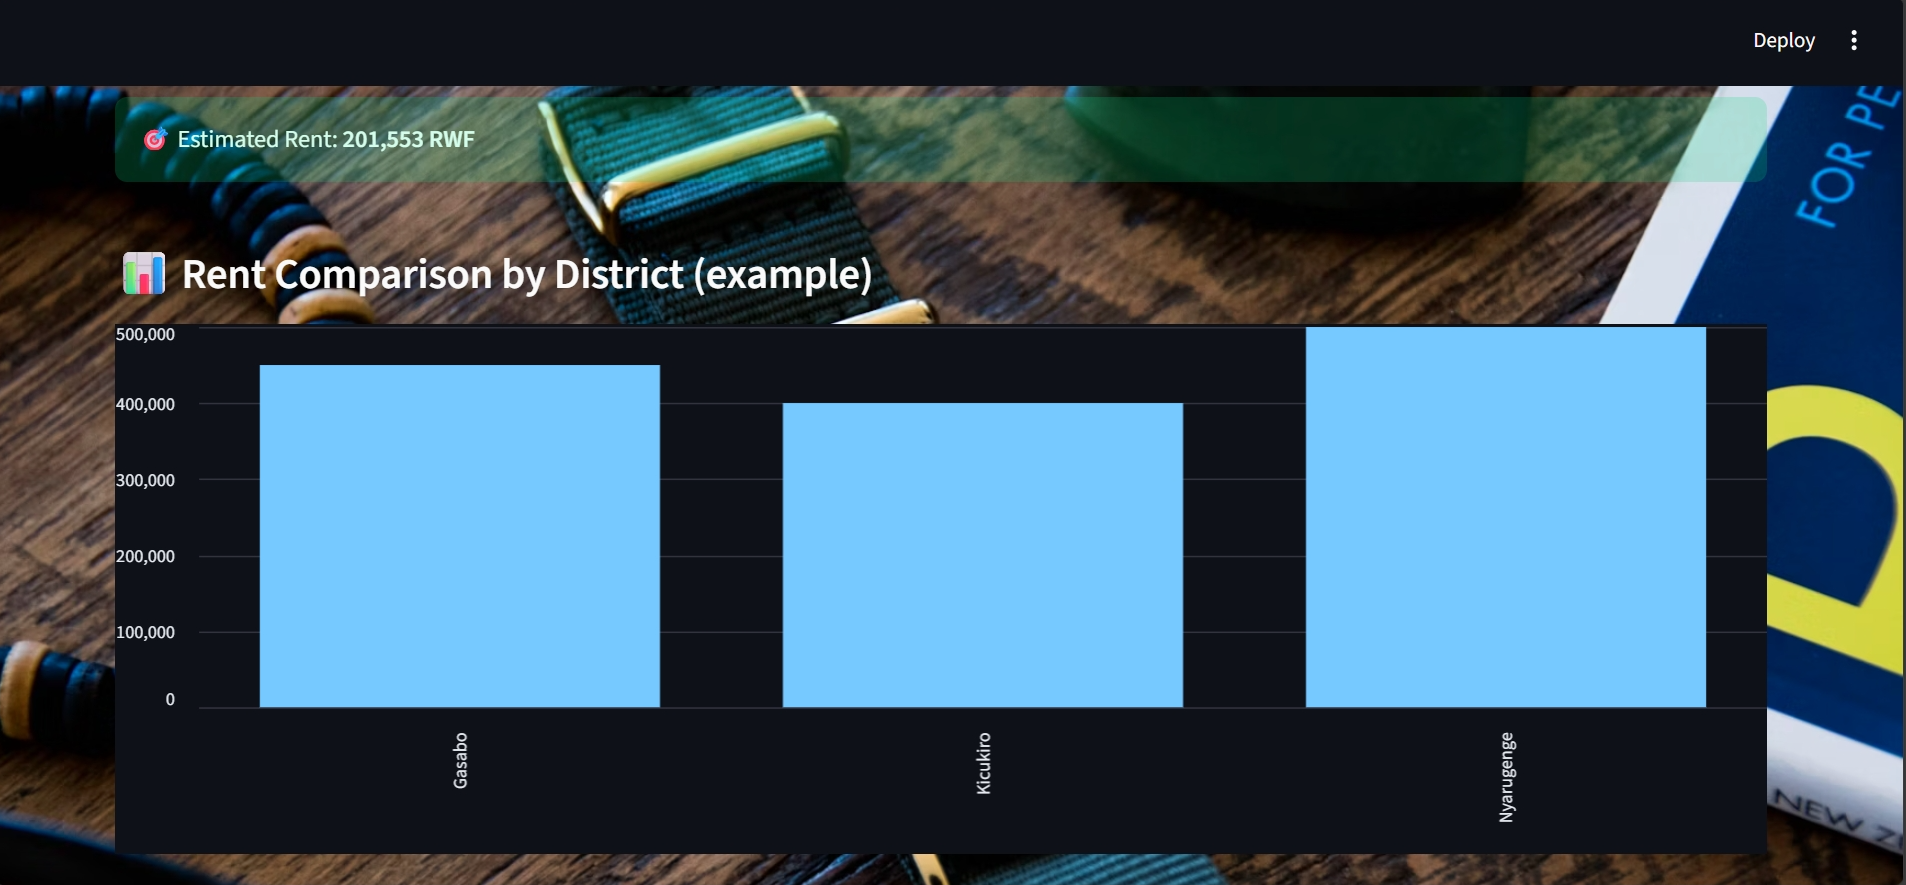 Deploy
🎯 Estimated Rent: 201,553 RWF
FOR PE
📊 Rent Comparison by District (example)
500,000
400,000
300,000
200,000
100,000
0
Gasabo
Kicukiro
Nyarugenge
NEW Z